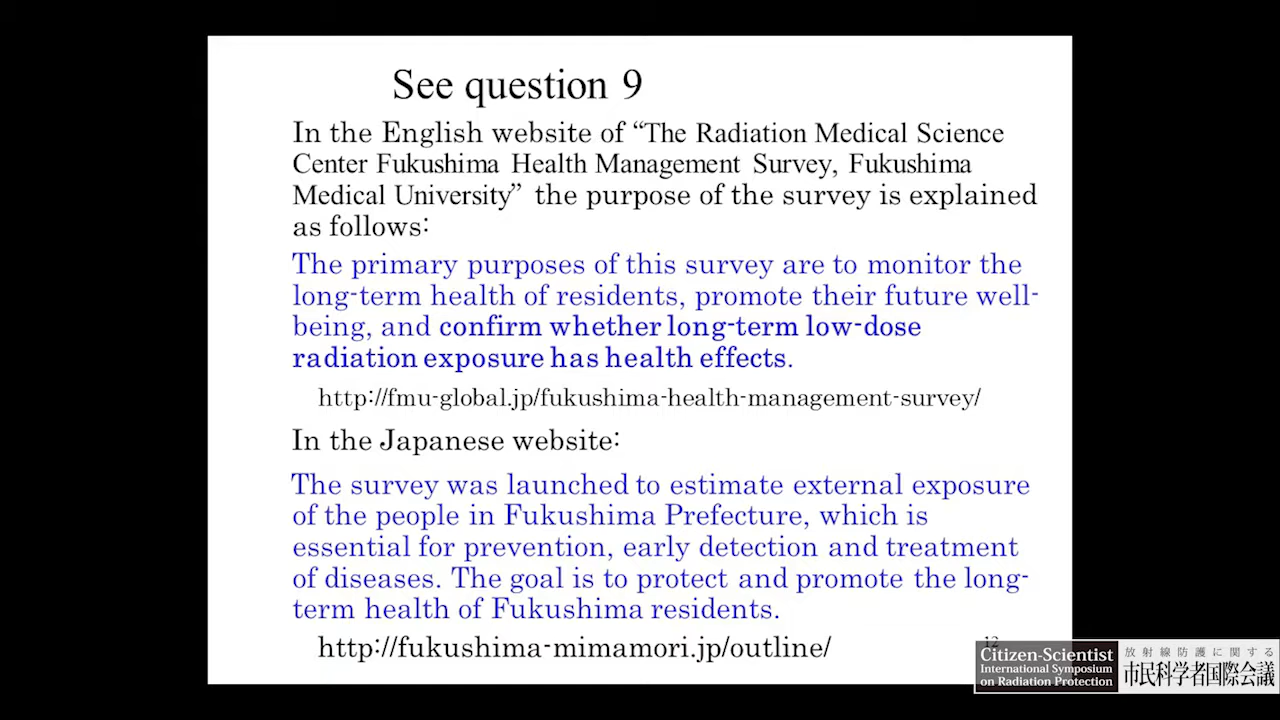 See question 9
In the English website of “The Radiation Medical Science
Center Fukushima Health Management Survey, Fukushima
Medical University” the purpose of the survey is explained
as follows:
The primary purposes of this survey are to monitor the
long-term health of residents, promote their future well-
being, and confirm whether long-term low-dose
radiation exposure has health effects.
http://fmu-global.jp/fukushima-health-management-survey/
In the Japanese website:
The survey was launched to estimate external exposure
of the people in Fukushima Prefecture, which is
essential for prevention, early detection and treatment
of diseases. The goal is to protect and promote the long-
term health of Fukushima residents.
http://fukushima-mimamori.jp/outline/
12
Citizen-Scientist
International Symposium
on Radiation Protection
放射線防護に関する
市民科学者国際会議